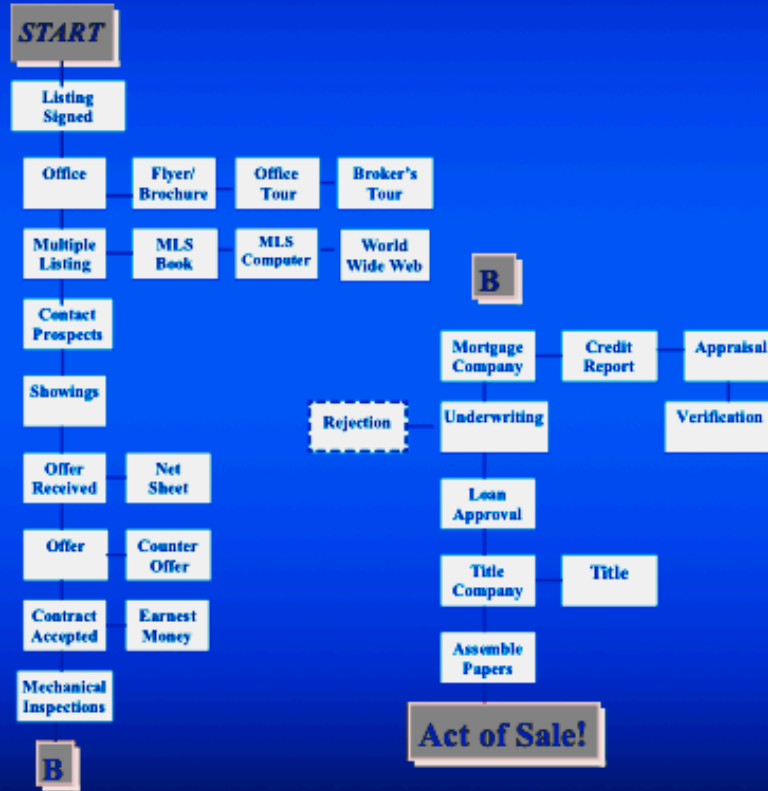 START
Listing
Signed
Office
Flyer/
Brochure
Office
Tour
Broker's
Tour
Multiple
Listing
MLS
Book
MLS
Computer
World
Wide Web
Contact
Prospects
Showings
Offer
Received
Net
Sheet
Offer
Counter
Offer
Contract
Accepted
Earnest
Money
Mechanical
Inspections
B
B
Mortgage
Company
Credit
Report
Appraisal
Rejection
Underwriting
Verification
Loan
Approval
Title
Company
Title
Assemble
Papers
Act of Sale!